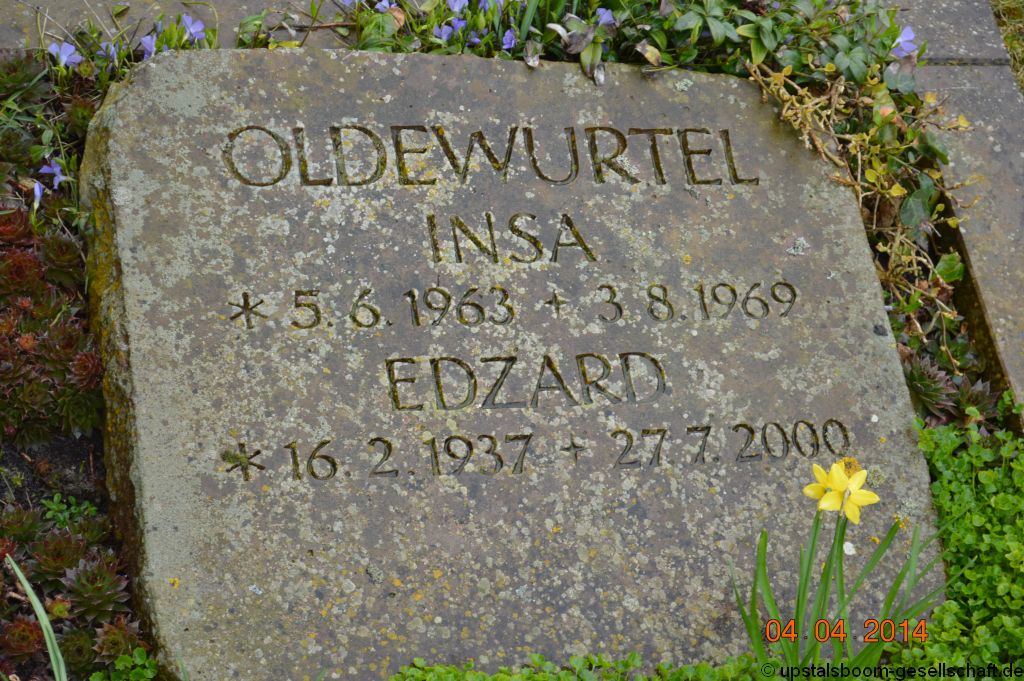 OLDEWURTEL
INSA
* 5. 6. 1963 + 3. 8. 1969
EDZARD
* 16. 2. 1937 + 27. 7. 2000
04.04.2014
© upstalsboom-gesellschaft.de